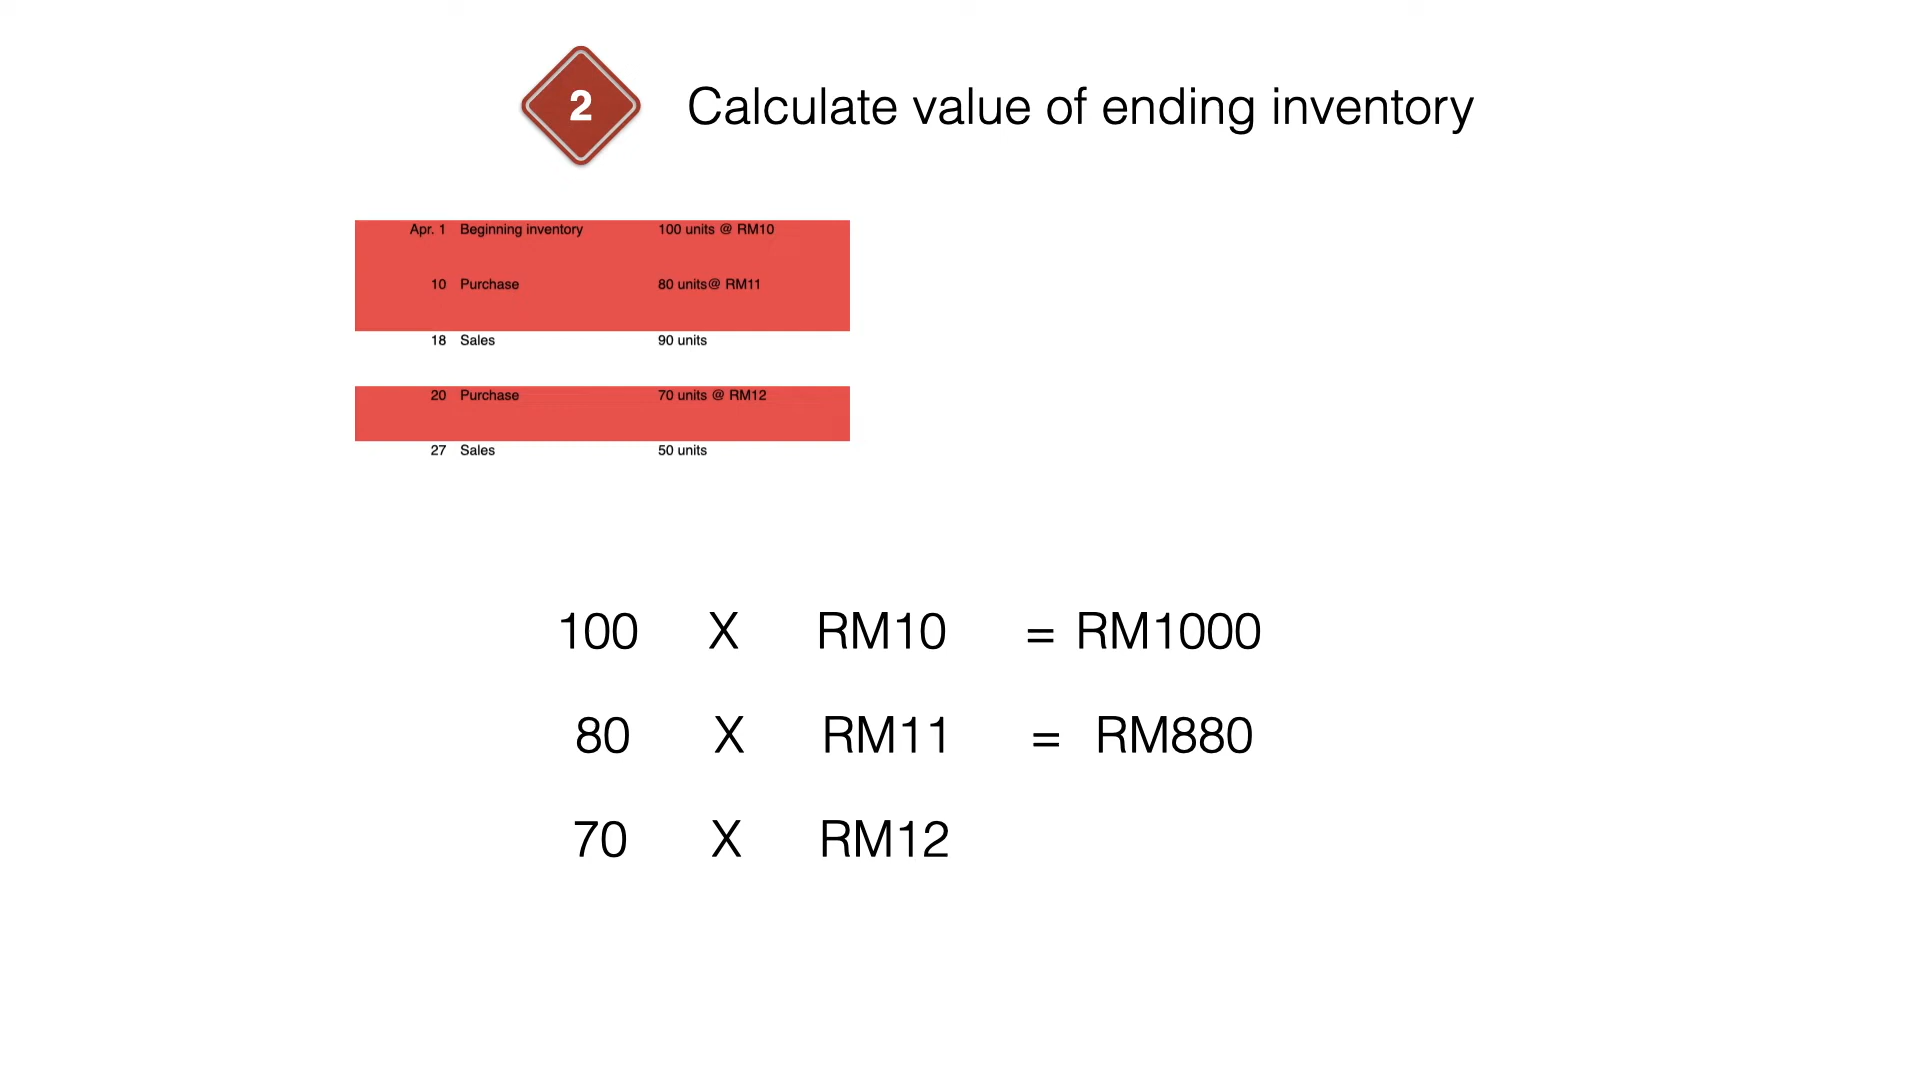 2 Calculate value of ending inventory
Apr. 1 Beginning inventory 100 units @ RM10
10 Purchase 80 units@ RM11
18 Sales 90 units
20 Purchase 70 units @ RM12
27 Sales 50 units
100 X RM10 = RM1000
80 X RM11 = RM880
70 X RM12